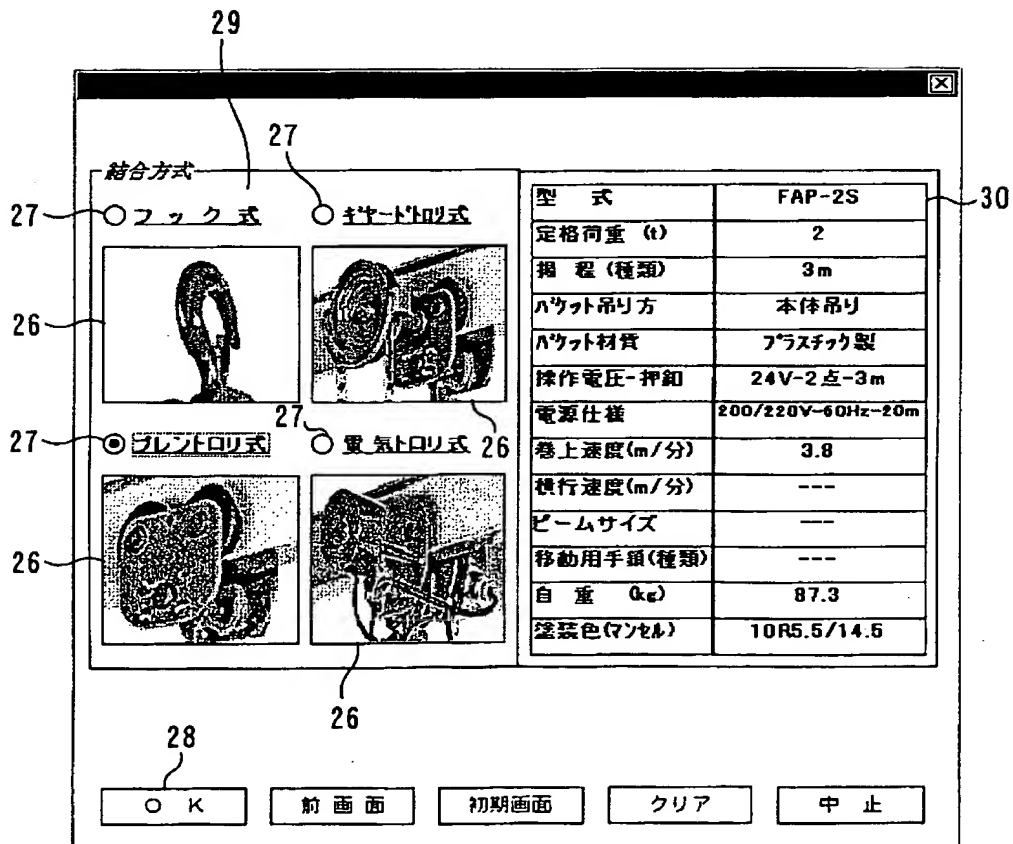 29
27
結合方式
27 フック式 ギヤードトロリ式
26
27 プレントロリ式 27 電気トロリ式 26
26
26
30
型 式 FAP-2S
定格荷重 (t) 2
揚 程 (種類) 3m
バケット吊り方 本体吊り
バケット材質 プラスチック製
操作電圧-押釦 24V-2点-3m
電源仕様 200/220V-60Hz-20m
巻上速度(m/分) 3.8
横行速度(m/分) ---
ビームサイズ ---
移動用手鎖(種類) ---
自 重 (kg) 87.3
塗装色(マンセル) 10R5.5/14.5
28
O K 前画面 初期画面 クリア 中 止